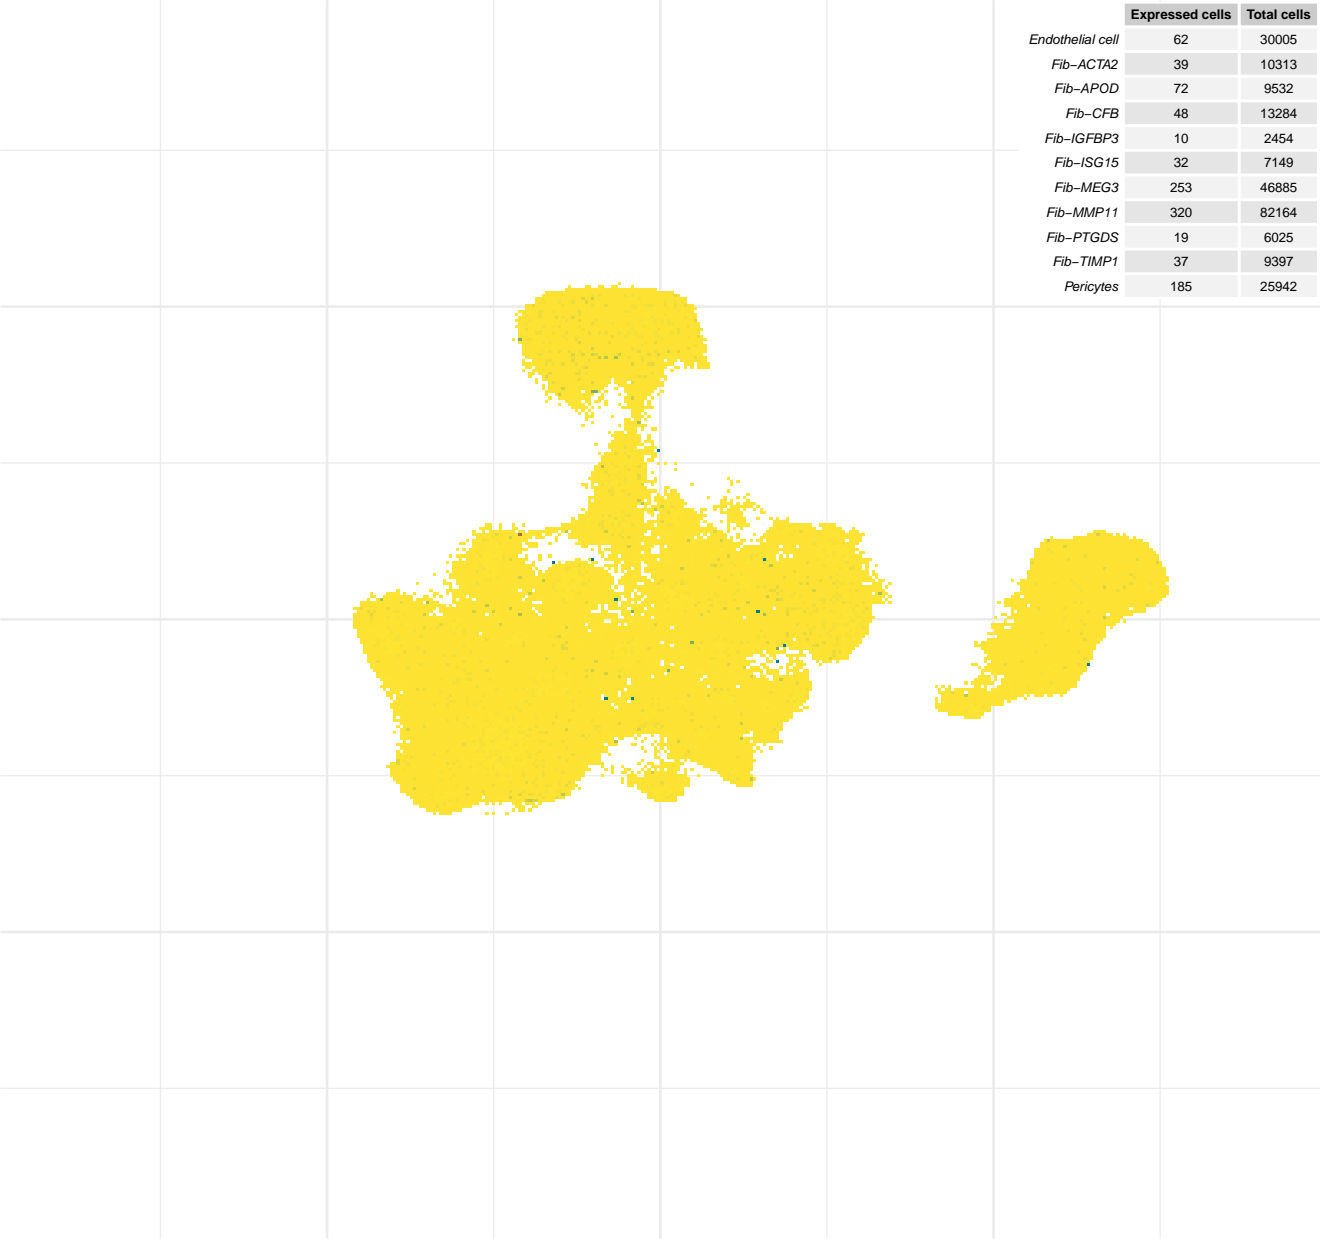 Expressed cells Total cells
Endothelial cell 62 30005
Fib−ACTA2 39 10313
Fib−APOD 72 9532
Fib−CFB 48 13284
Fib−IGFBP3 10 2454
Fib−ISG15 32 7149
Fib−MEG3 253 46885
Fib−MMP11 320 82164
Fib−PTGDS 19 6025
Fib−TIMP1 37 9397
Pericytes 185 25942